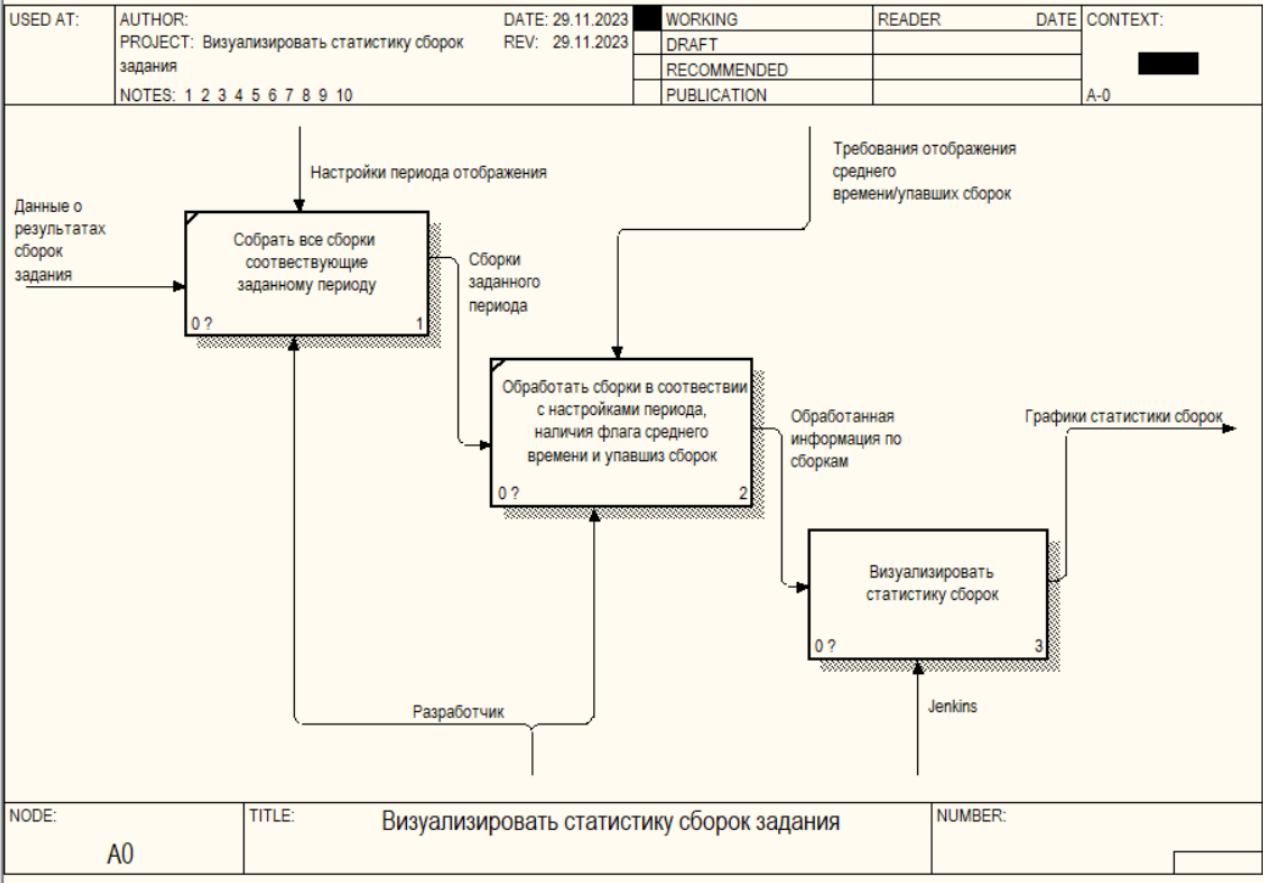 USED AT:
AUTHOR:
DATE: 29.11.2023
PROJECT: Визуализировать статистику сборок
задания
REV: 29.11.2023
NOTES: 1 2 3 4 5 6 7 8 9 10
WORKING
DRAFT
RECOMMENDED
PUBLICATION
READER
DATE
CONTEXT:
A-0
Настройки периода отображения
Требования отображения
среднего
времени/упавших сборок
Данные о
результатах
сборок
задания
Собрать все сборки
соотвествующие
заданному периоду
0 ?
1
Сборки
заданного
периода
Обработать сборки в соотвествии
с настройками периода,
наличия флага среднего
времени и упавшиз сборок
0 ?
2
Обработанная
информация по
сборкам
Графики статистики сборок
Визуализировать
статистику сборок
0 ?
3
Разработчик
Jenkins
NODE:
A0
TITLE:
Визуализировать статистику сборок задания
NUMBER: